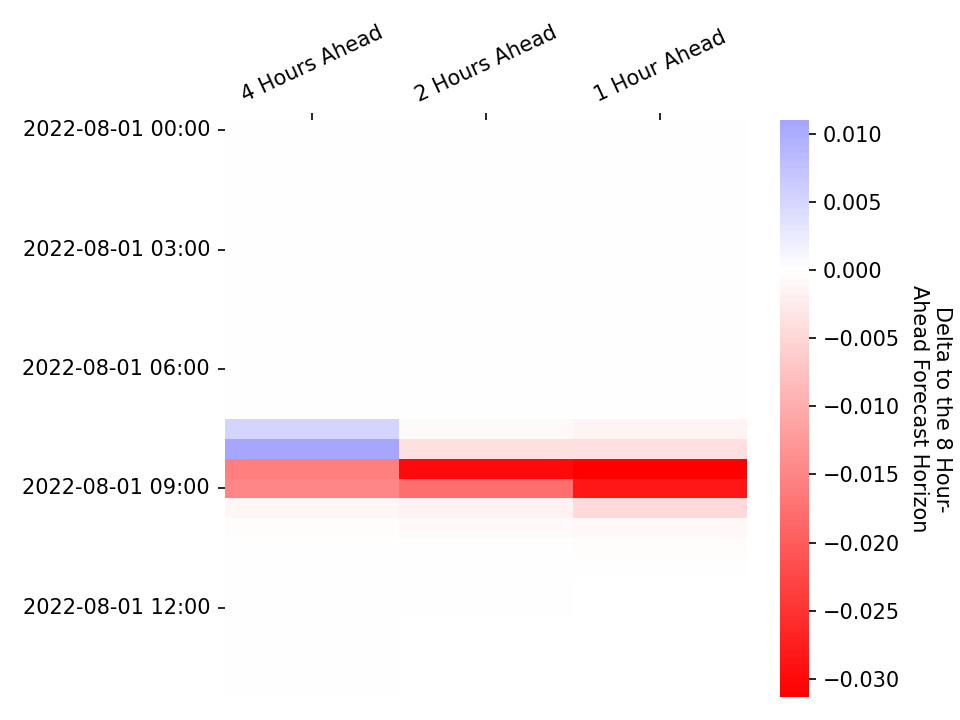 4 Hours Ahead
2 Hours Ahead
1 Hour Ahead
2022-08-01 00:00
2022-08-01 03:00
2022-08-01 06:00
2022-08-01 09:00
2022-08-01 12:00
0.010
0.005
0.000
−0.005
−0.010
−0.015
−0.020
−0.025
−0.030
Delta to the 8 Hour-
Ahead Forecast Horizon